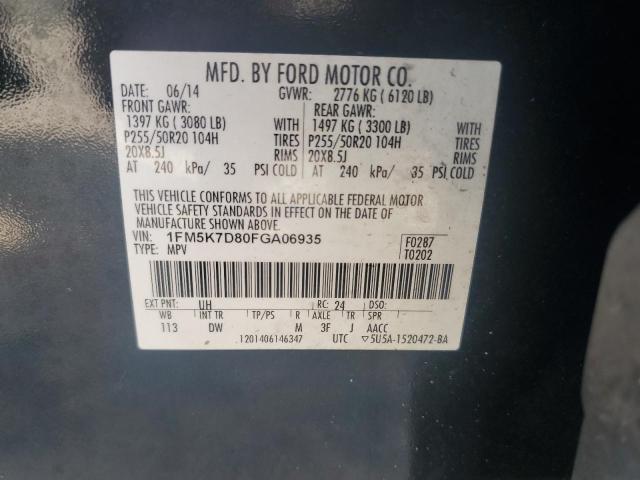 MFD. BY FORD MOTOR CO.
DATE: 06/14 GVWR: 2776 KG ( 6120 LB)
FRONT GAWR: REAR GAWR:
1397 KG ( 3080 LB) WITH 1497 KG ( 3300 LB) WITH
P255/50R20 104H TIRES P255/50R20 104H TIRES
20X8.5J RIMS 20X8.5J RIMS
AT 240 kPa/ 35 PSI COLD AT 240 kPa/ 35 PSI COLD
THIS VEHICLE CONFORMS TO ALL APPLICABLE FEDERAL MOTOR
VEHICLE SAFETY STANDARDS IN EFFECT ON THE DATE OF
MANUFACTURE SHOWN ABOVE.
VIN: 1FM5K7D80FGA06935 F0287
TYPE: MPV T0202
EXT PNT: UH RC: 24 DSO:
WB INT TR TP/PS R AXLE TR SPR
113 DW M 3F J AACC
1201406146347 UTC ▽5U5A-1520472-BA